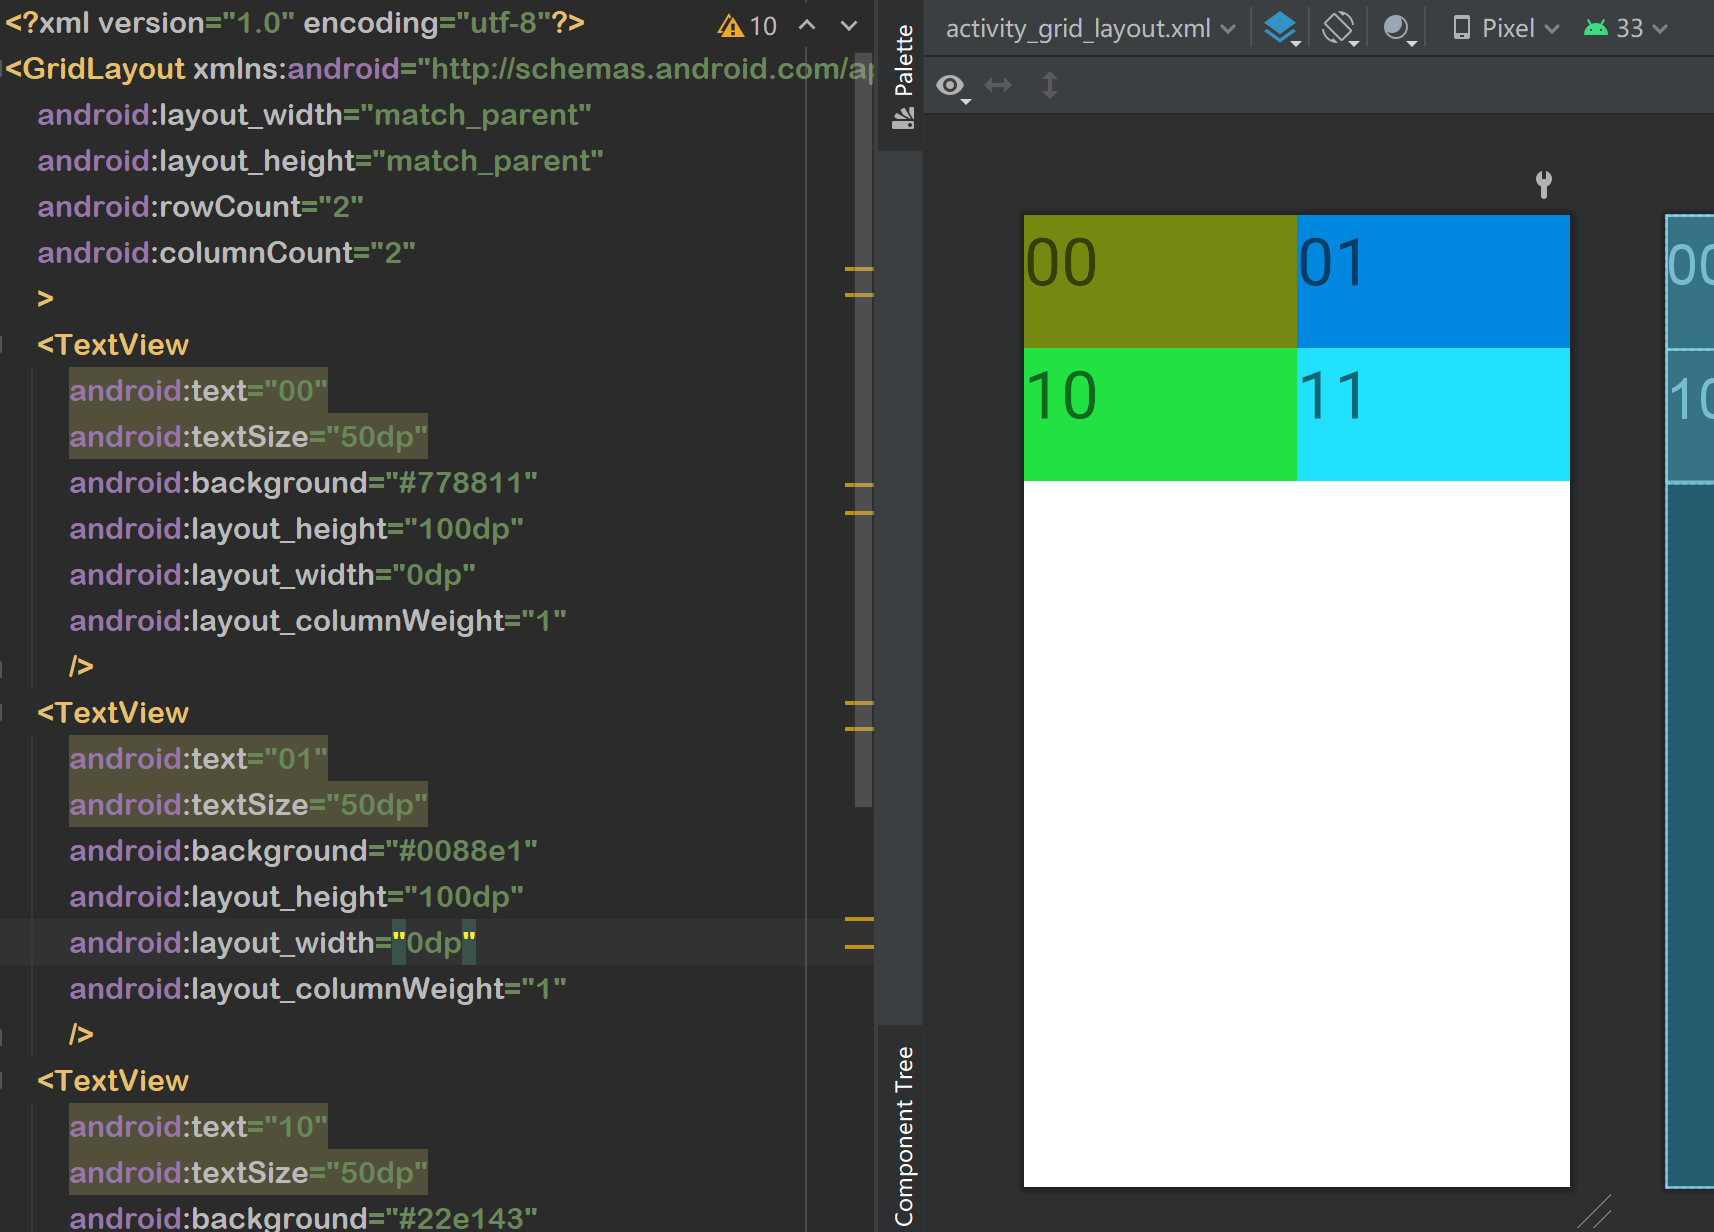 <?xml version="1.0" encoding="utf-8"?>
10
<GridLayout xmlns:android="http://schemas.android.com/ap
android:layout_width="match_parent"
android:layout_height="match_parent"
android:rowCount="2"
android:columnCount="2"
>
<TextView
android:text="00"
android:textSize="50dp"
android:background="#778811"
android:layout_height="100dp"
android:layout_width="0dp"
android:layout_columnWeight="1"
/>
<TextView
android:text="01"
android:textSize="50dp"
android:background="#0088e1"
android:layout_height="100dp"
android:layout_width="0dp"
android:layout_columnWeight="1"
/>
<TextView
android:text="10"
android:textSize="50dp"
android:background="#22e143"
Palette
Component Tree
activity_grid_layout.xml
Pixel
33
00
01
10
11
00
10